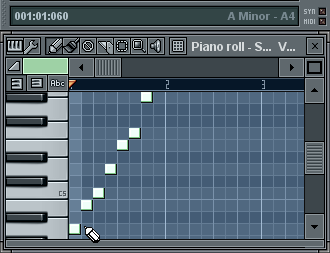 001:01:060
A Minor - A4
SYN
MIDI
Piano roll - S... V...
Abc
2
3
C5